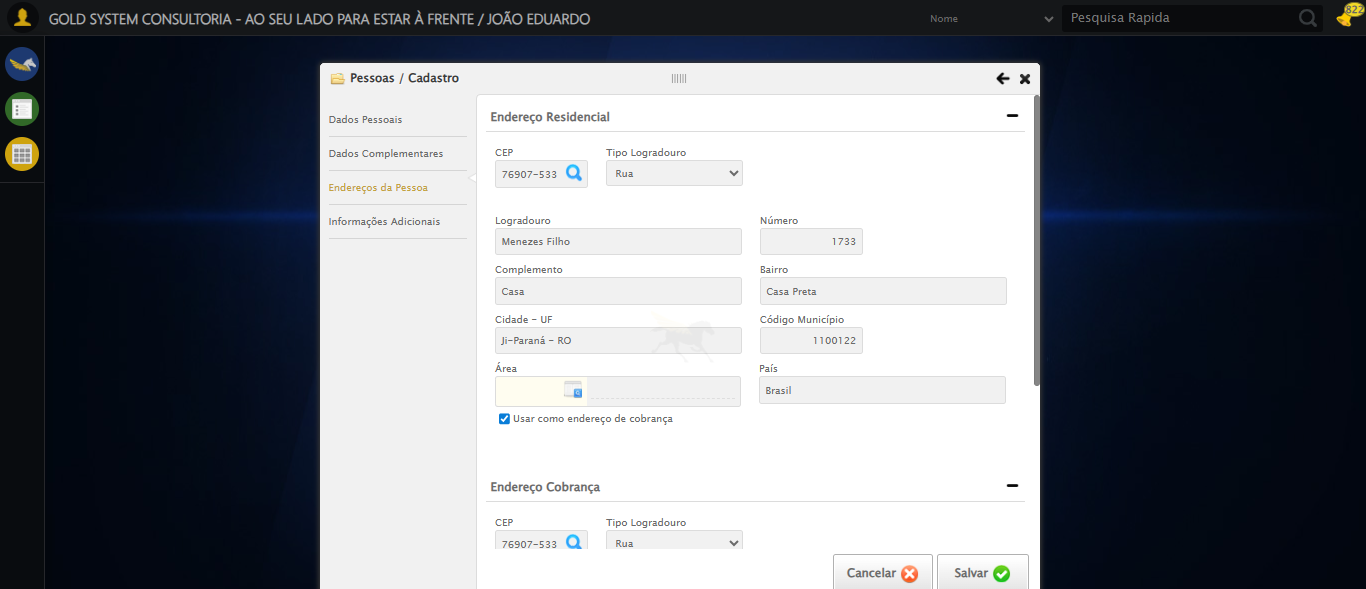 GOLD SYSTEM CONSULTORIA - AO SEU LADO PARA ESTAR À FRENTE / JOÃO EDUARDO
Nome
Pesquisa Rapida
822
Pessoas / Cadastro
Dados Pessoais
Dados Complementares
Endereços da Pessoa
Informações Adicionais
Endereço Residencial
CEP Tipo Logradouro
76907-533 Rua
Logradouro Número
Menezes Filho 1733
Complemento Bairro
Casa Casa Preta
Cidade - UF Código Município
Ji-Paraná - RO 1100122
Área País
Brasil
Usar como endereço de cobrança
Endereço Cobrança
CEP Tipo Logradouro
76907-533 Rua
Cancelar Salvar